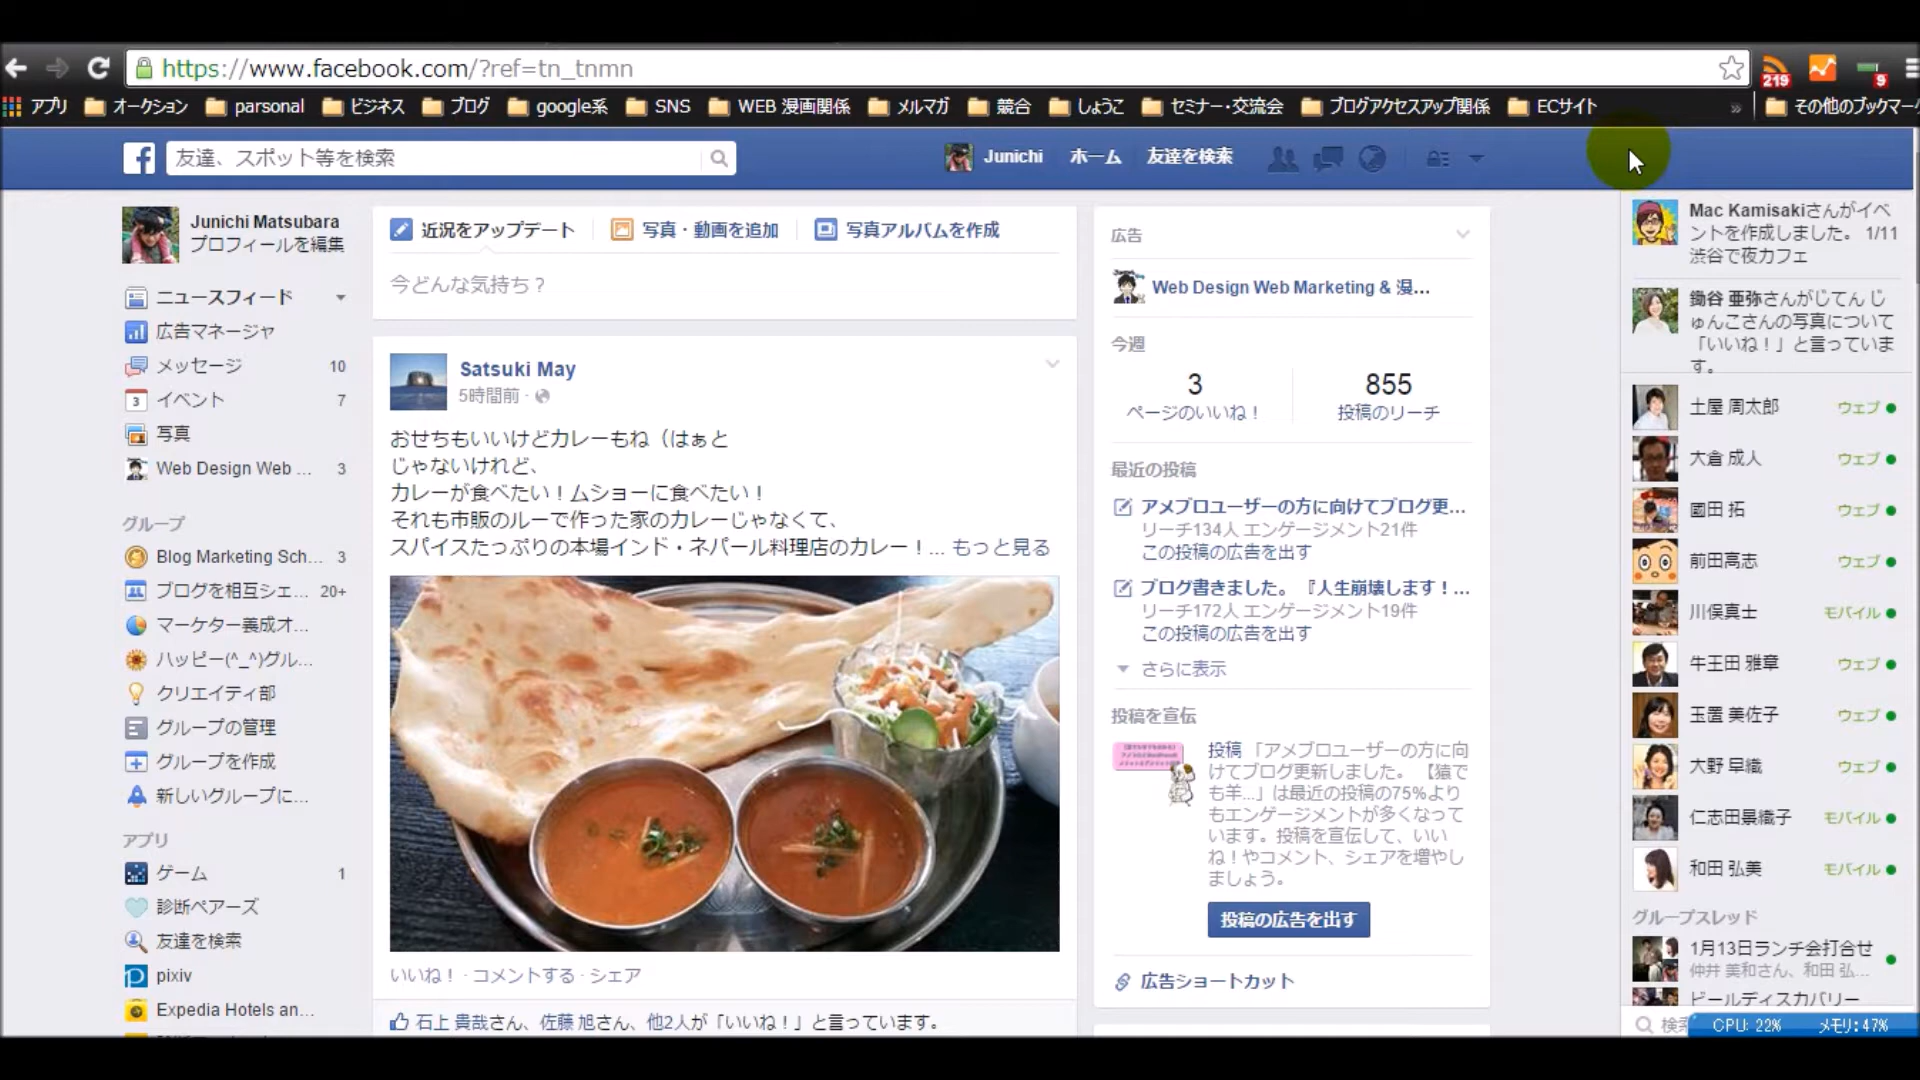 https://www.facebook.com/?ref=tn_tnmn
219
9
アプリ オークション parsonal ビジネス ブログ google系 SNS WEB 漫画関係 メルマガ 競合 しょうこ セミナー・交流会 ブログアクセスアップ関係 ECサイト » その他のブックマーク
友達、スポット等を検索
Junichi ホーム 友達を検索
Junichi Matsubara
プロフィールを編集
ニュースフィード
広告マネージャ
メッセージ 10
イベント 7
写真
Web Design Web ... 3
グループ
Blog Marketing Sch... 3
ブログを相互シェ... 20+
マーケター養成オ...
ハッピー(^_^)グル...
クリエイティ部
グループの管理
グループを作成
新しいグループに...
アプリ
ゲーム 1
診断ペアーズ
友達を検索
pixiv
Expedia Hotels an...
近況をアップデート 写真・動画を追加 写真アルバムを作成
今どんな気持ち？
Satsuki May
5時間前 ·
おせちもいいけどカレーもね（はぁと
じゃないけれど、
カレーが食べたい！ムショーに食べたい！
それも市販のルーで作った家のカレーじゃなくて、
スパイスたっぷりの本場インド・ネパール料理店のカレー！... もっと見る
いいね！ · コメントする · シェア
石上 貴哉さん、佐藤 旭さん、他2人が「いいね！」と言っています。
広告
Web Design Web Marketing & 漫...
今週
3 855
ページのいいね！ 投稿のリーチ
最近の投稿
アメブロユーザーの方に向けてブログ更...
リーチ134人 エンゲージメント21件
この投稿の広告を出す
ブログ書きました。『人生崩壊します！...
リーチ172人 エンゲージメント19件
この投稿の広告を出す
さらに表示
投稿を宣伝
投稿「アメブロユーザーの方に向
けてブログ更新しました。【猿で
も羊...」は最近の投稿の75%より
もエンゲージメントが多くなって
います。投稿を宣伝して、いい
ね！やコメント、シェアを増やし
ましょう。
投稿の広告を出す
広告ショートカット
Mac Kamisakiさんがイベ
ントを作成しました。 1/11
渋谷で夜カフェ
鋤谷 亜弥さんがじてん じ
ゅんこさんの写真について
「いいね！」と言っていま
す。
土屋 周太郎 ウェブ
大倉 成人 ウェブ
國田 拓 ウェブ
前田高志 ウェブ
川俣真士 モバイル
牛王田 雅章 ウェブ
玉置 美佐子 ウェブ
大野 早織 ウェブ
仁志田景織子 モバイル
和田 弘美 モバイル
グループスレッド
1月13日ランチ会打合せ
仲井 美和さん、和田 弘...
ビールディスカバリー
検索
CPU: 22% メモリ: 47%